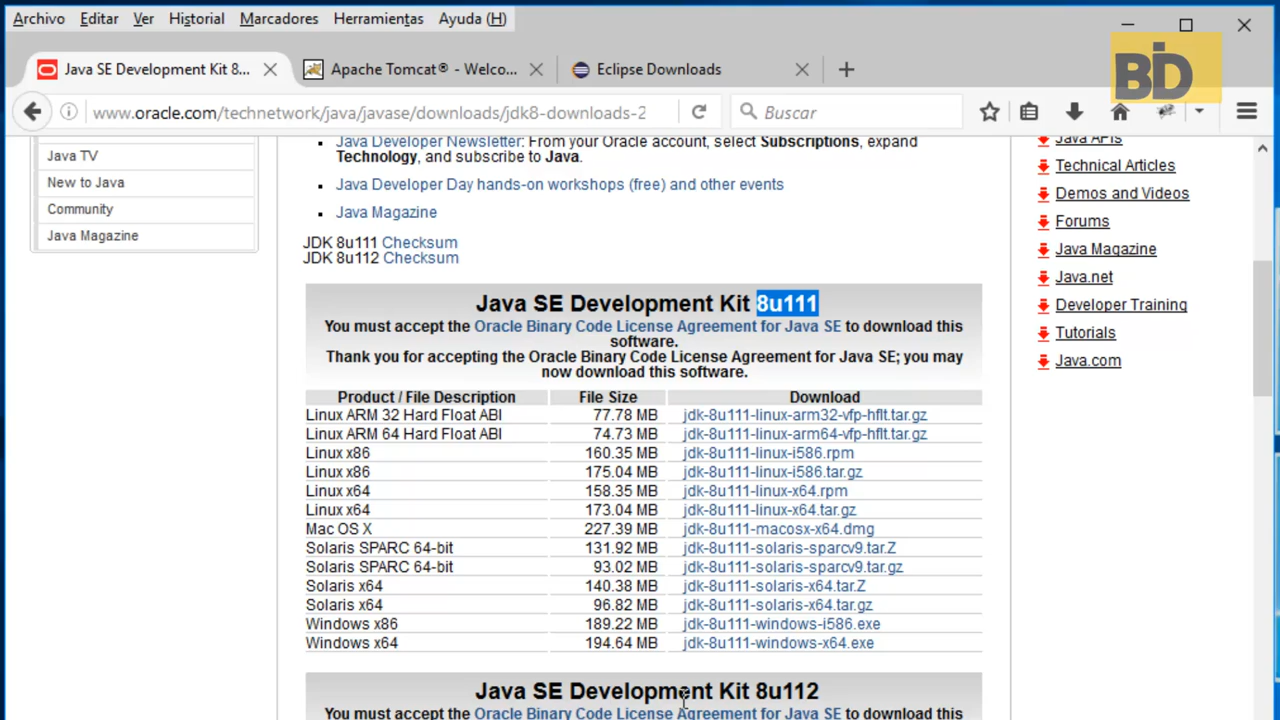 Archivo Editar Ver Historial Marcadores Herramientas Ayuda (H)
Java SE Development Kit 8...
Apache Tomcat® - Welco...
Eclipse Downloads
BD
www.oracle.com/technetwork/java/javase/downloads/jdk8-downloads-2
Buscar
Java TV
New to Java
Community
Java Magazine
Java Developer Newsletter: From your Oracle account, select Subscriptions, expand
Technology, and subscribe to Java.
Java Developer Day hands-on workshops (free) and other events
Java Magazine
JDK 8u111 Checksum
JDK 8u112 Checksum
Java SE Development Kit 8u111
You must accept the Oracle Binary Code License Agreement for Java SE to download this
software.
Thank you for accepting the Oracle Binary Code License Agreement for Java SE; you may
now download this software.
Product / File Description File Size Download
Linux ARM 32 Hard Float ABI 77.78 MB jdk-8u111-linux-arm32-vfp-hflt.tar.gz
Linux ARM 64 Hard Float ABI 74.73 MB jdk-8u111-linux-arm64-vfp-hflt.tar.gz
Linux x86 160.35 MB jdk-8u111-linux-i586.rpm
Linux x86 175.04 MB jdk-8u111-linux-i586.tar.gz
Linux x64 158.35 MB jdk-8u111-linux-x64.rpm
Linux x64 173.04 MB jdk-8u111-linux-x64.tar.gz
Mac OS X 227.39 MB jdk-8u111-macosx-x64.dmg
Solaris SPARC 64-bit 131.92 MB jdk-8u111-solaris-sparcv9.tar.Z
Solaris SPARC 64-bit 93.02 MB jdk-8u111-solaris-sparcv9.tar.gz
Solaris x64 140.38 MB jdk-8u111-solaris-x64.tar.Z
Solaris x64 96.82 MB jdk-8u111-solaris-x64.tar.gz
Windows x86 189.22 MB jdk-8u111-windows-i586.exe
Windows x64 194.64 MB jdk-8u111-windows-x64.exe
Java SE Development Kit 8u112
You must accept the Oracle Binary Code License Agreement for Java SE to download this
Java APIs
Technical Articles
Demos and Videos
Forums
Java Magazine
Java.net
Developer Training
Tutorials
Java.com